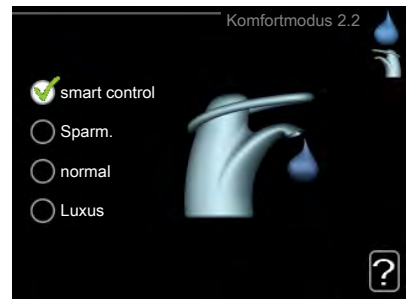 Komfortmodus 2.2
smart control
Sparm.
normal
Luxus
?